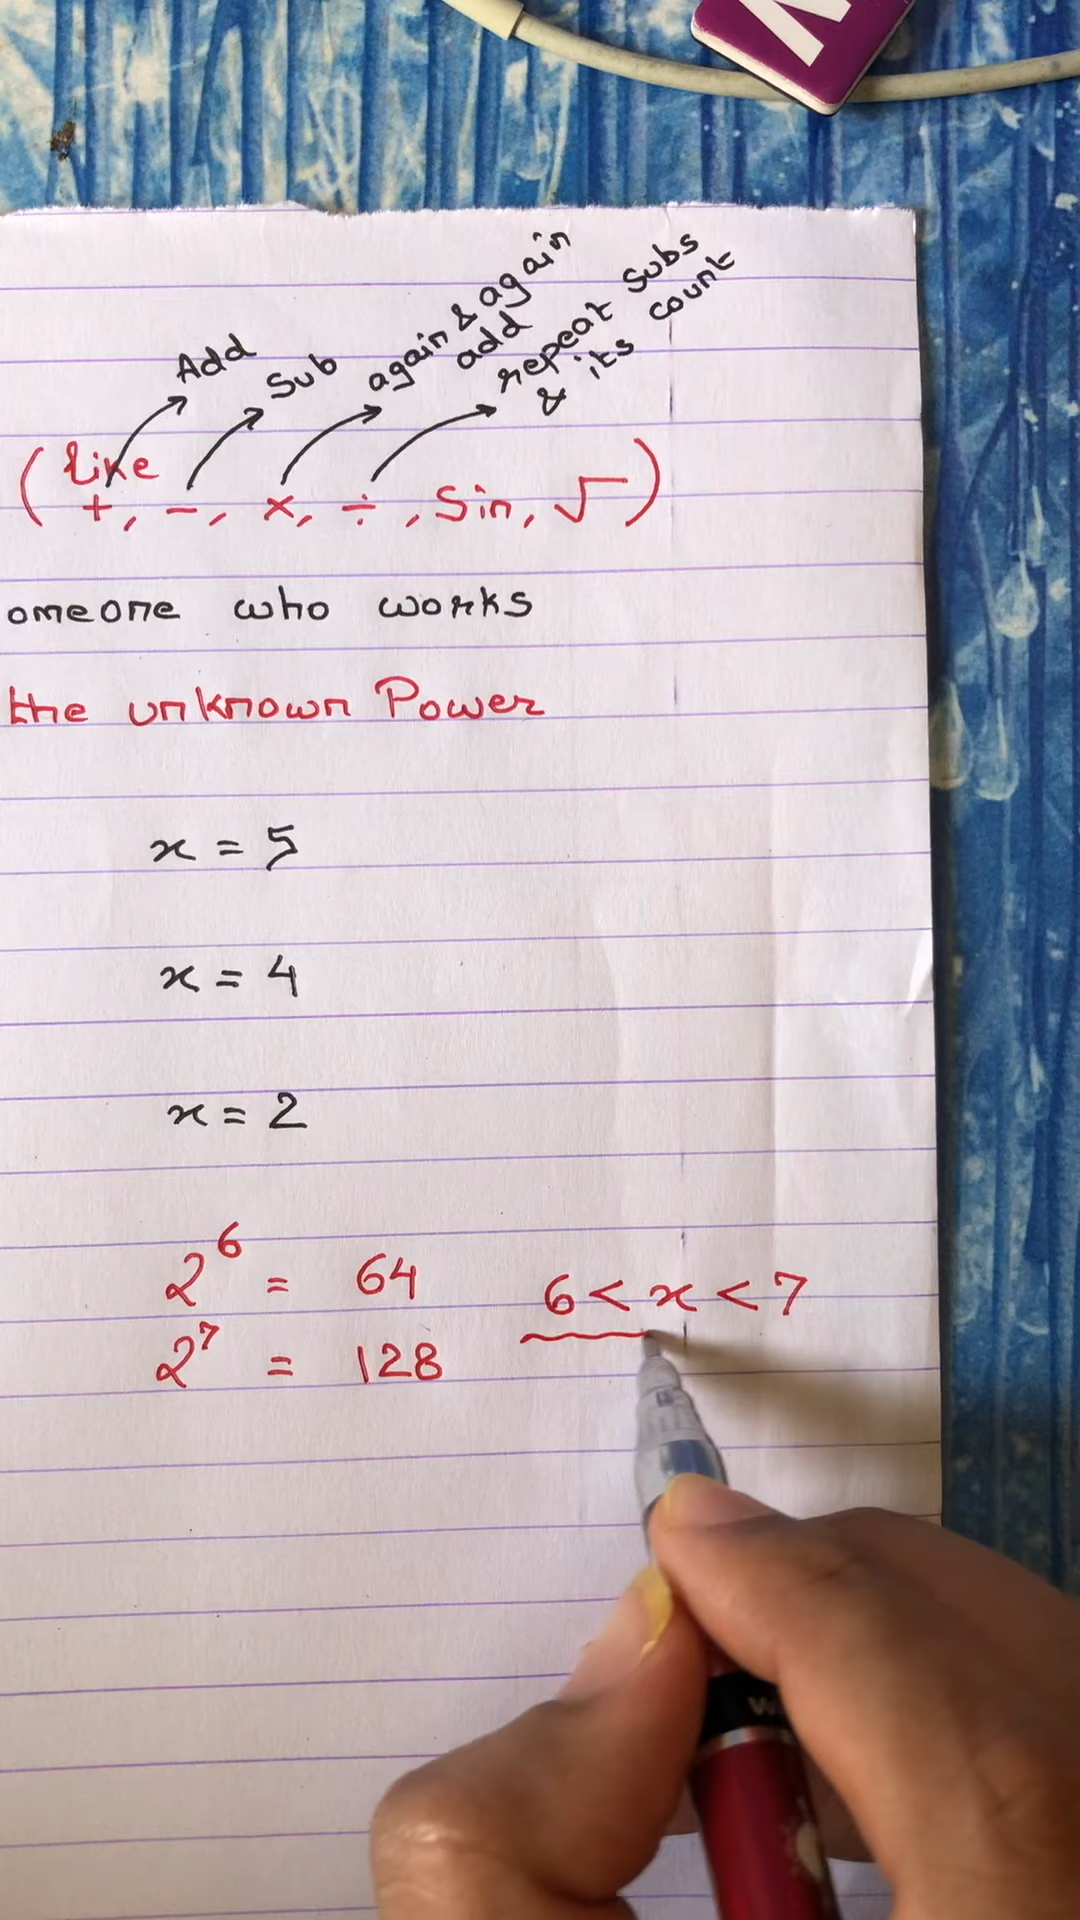 Add
Sub
again & again
add
repeat subs
& its count
(like
+, −, ×, ÷, Sin, √)
omeone who works
the unknown Power
x = 5
x = 4
x = 2
2⁶ = 64
6 < x < 7
2⁷ = 128